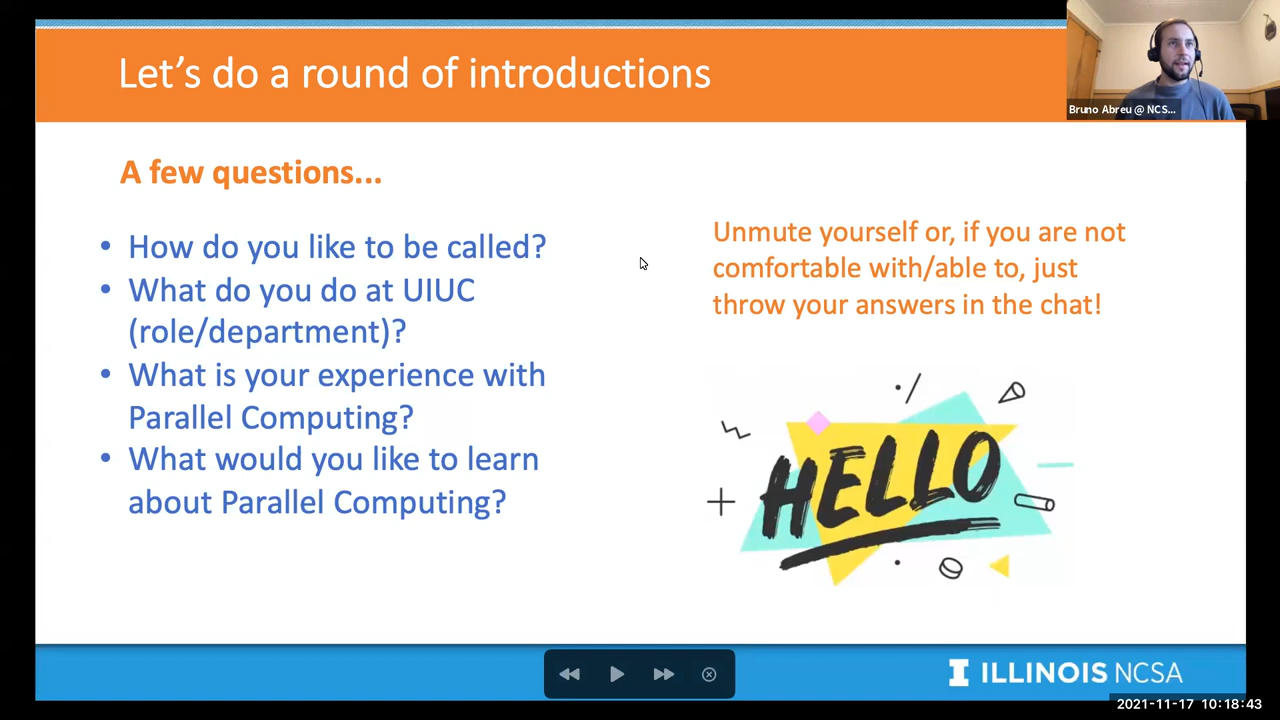 Let's do a round of introductions
Bruno Abreu @ NCS...
A few questions...
• How do you like to be called?
• What do you do at UIUC
(role/department)?
• What is your experience with
Parallel Computing?
• What would you like to learn
about Parallel Computing?
Unmute yourself or, if you are not
comfortable with/able to, just
throw your answers in the chat!
HELLO
I ILLINOIS NCSA
2021-11-17 10:18:43